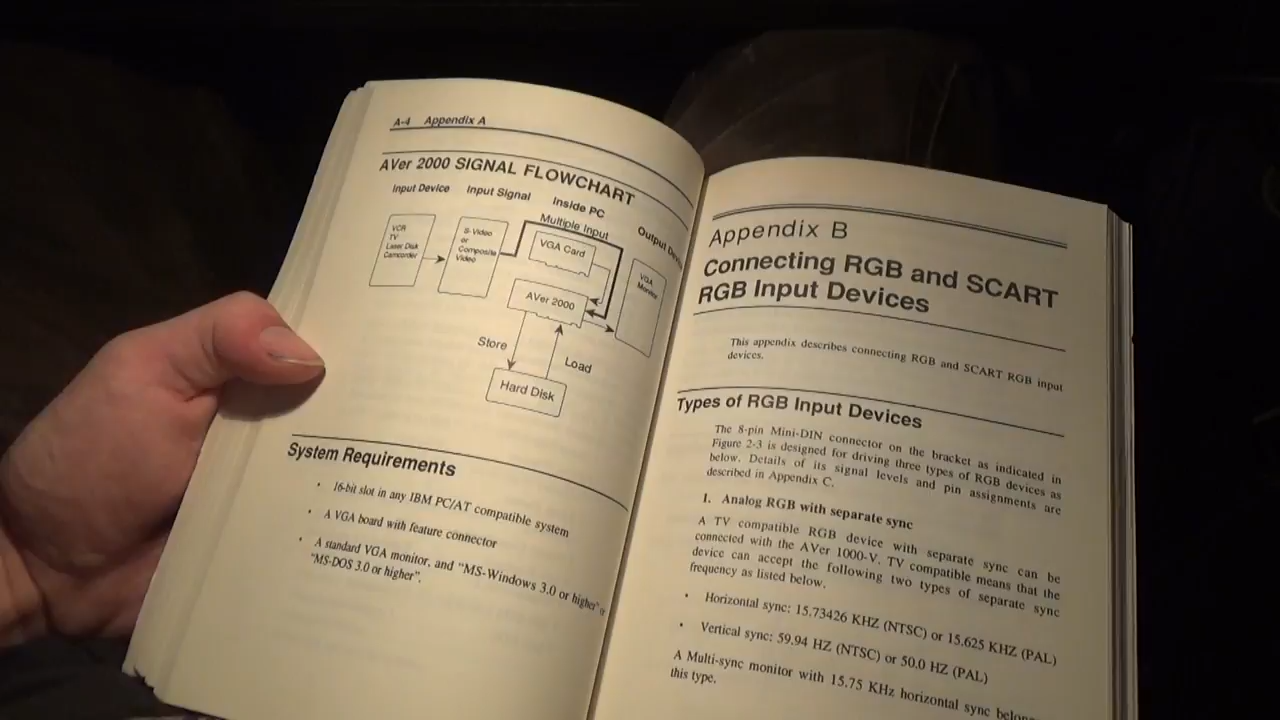 A-4 Appendix A
AVer 2000 SIGNAL FLOWCHART
Input Device
Input Signal
Inside PC
Output
VCR
TV
Laser Disk
Camcorder
S-Video
or
Composite
Video
Multiple Input
VGA Card
AVer 2000
VGA
Monitor
Store
Load
Hard Disk
System Requirements
• 16-bit slot in any IBM PC/AT compatible system
• A VGA board with feature connector
• A standard VGA monitor, and "MS-Windows 3.0 or higher" or
"MS-DOS 3.0 or higher".
Appendix B
Connecting RGB and SCART
RGB Input Devices
This appendix describes connecting RGB and SCART RGB input
devices.
Types of RGB Input Devices
The 8-pin Mini-DIN connector on the bracket as indicated in
Figure 2-3 is designed for driving three types of RGB devices as
below. Details of its signal levels and pin assignments are
described in Appendix C.
1. Analog RGB with separate sync
A TV compatible RGB device with separate sync can be
connected with the AVer 1000-V. TV compatible means that the
device can accept the following two types of separate sync
frequency as listed below.
• Horizontal sync: 15.73426 KHZ (NTSC) or 15.625 KHZ (PAL)
• Vertical sync: 59.94 HZ (NTSC) or 50.0 HZ (PAL)
A Multi-sync monitor with 15.75 KHz horizontal sync
this type.